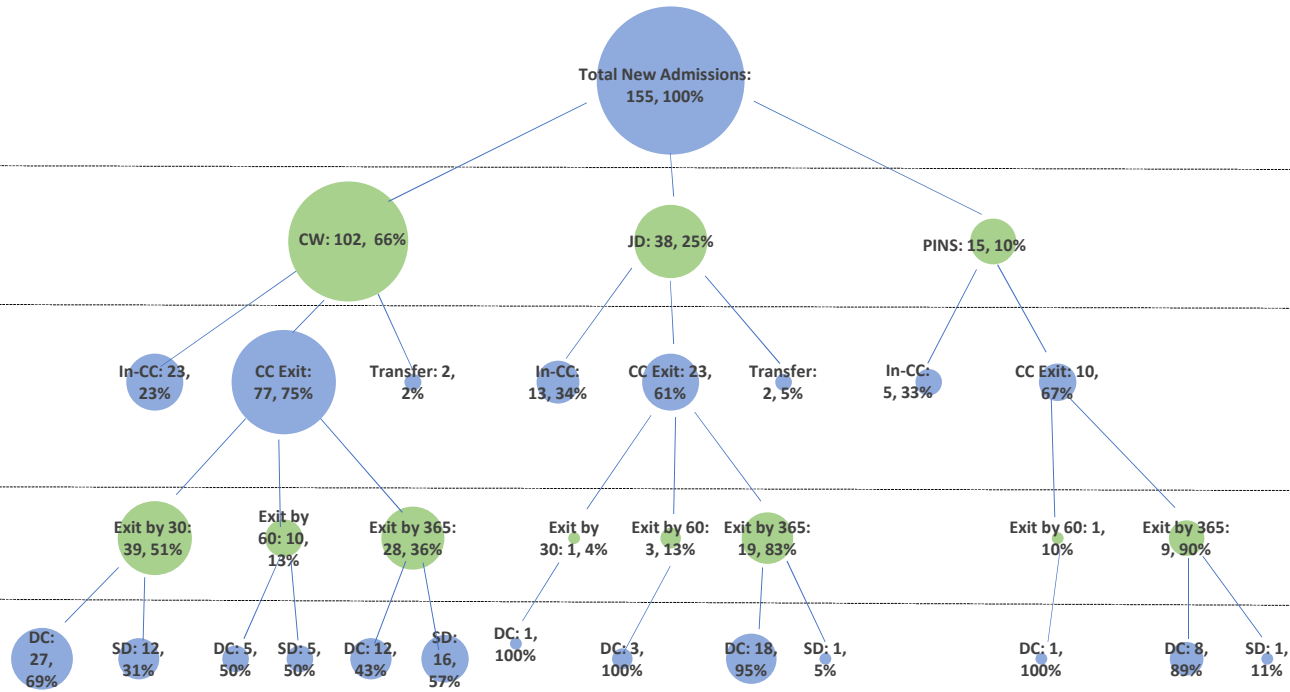 Total New Admissions:
155, 100%
CW: 102, 66%
JD: 38, 25%
PINS: 15, 10%
In-CC: 23,
23%
CC Exit:
77, 75%
Transfer: 2,
2%
In-CC:
13, 34%
CC Exit: 23,
61%
Transfer:
2, 5%
In-CC:
5, 33%
CC Exit: 10,
67%
Exit by 30:
39, 51%
Exit by
60: 10,
13%
Exit by 365:
28, 36%
Exit by
30: 1, 4%
Exit by 60:
3, 13%
Exit by 365:
19, 83%
Exit by 60: 1,
10%
Exit by 365:
9, 90%
DC:
27,
69%
SD: 12,
31%
DC: 5,
50%
SD: 5,
50%
DC: 12,
43%
SD:
16,
57%
DC: 1,
100%
DC: 3,
100%
DC: 18,
95%
SD: 1,
5%
DC: 1,
100%
DC: 8,
89%
SD: 1,
11%